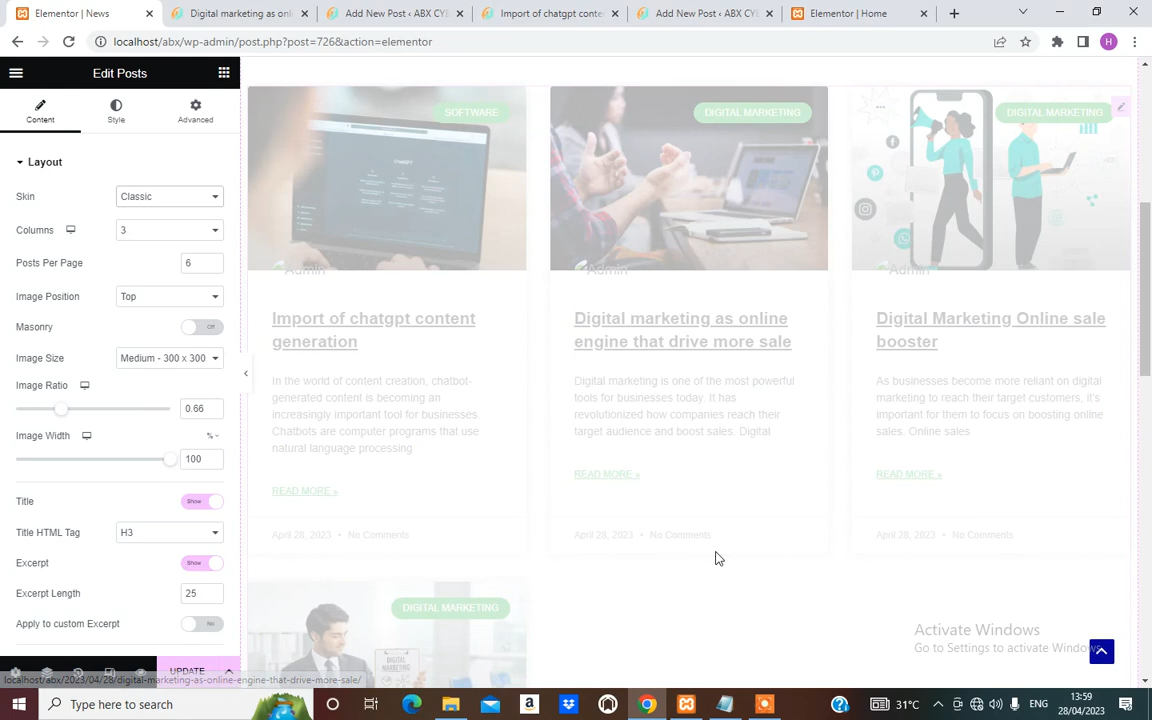 Elementor | News
Digital marketing as onl
Add New Post ‹ ABX CYB
Import of chatgpt conte
Add New Post ‹ ABX CYB
Elementor | Home
localhost/abx/wp-admin/post.php?post=726&action=elementor
H
Edit Posts
Content
Style
Advanced
Layout
Skin
Classic
Columns
3
Posts Per Page
6
Image Position
Top
Masonry
Off
Image Size
Medium - 300 x 300
Image Ratio
0.66
Image Width
%
100
Title
Show
Title HTML Tag
H3
Excerpt
Show
Excerpt Length
25
Apply to custom Excerpt
No
UPDATE
localhost/abx/2023/04/28/digital-marketing-as-online-engine-that-drive-more-sale/
SOFTWARE
Admin
Import of chatgpt content
generation
In the world of content creation, chatbot-
generated content is becoming an
increasingly important tool for businesses.
Chatbots are computer programs that use
natural language processing
READ MORE »
April 28, 2023 • No Comments
DIGITAL MARKETING
Admin
Digital marketing as online
engine that drive more sale
Digital marketing is one of the most powerful
tools for businesses today. It has
revolutionized how companies reach their
target audience and boost sales. Digital
READ MORE »
April 28, 2023 • No Comments
DIGITAL MARKETING
Admin
Digital Marketing Online sale
booster
As businesses become more reliant on digital
marketing to reach their target customers, it's
important for them to focus on boosting online
sales. Online sales
READ MORE »
April 28, 2023 • No Comments
DIGITAL MARKETING
DIGITAL
MARKETING
Activate Windows
Go to Settings to activate Windows.
Type here to search
31°C
ENG
13:59
28/04/2023